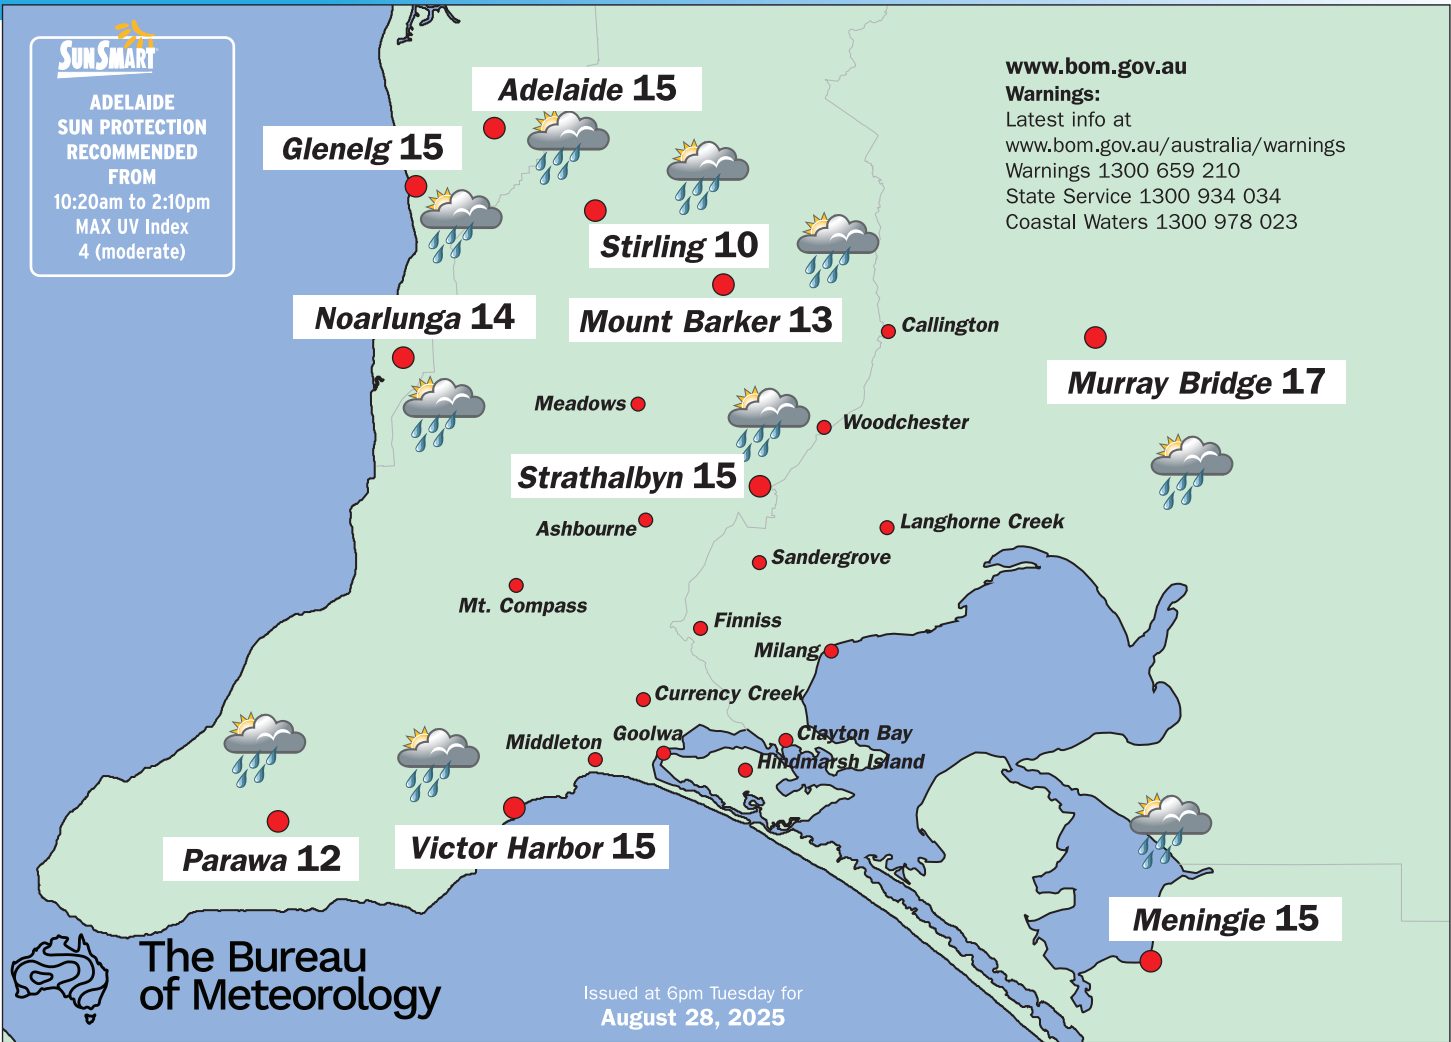 SUNSMART
ADELAIDE
SUN PROTECTION
RECOMMENDED
FROM
10:20am to 2:10pm
MAX UV Index
4 (moderate)
www.bom.gov.au
Warnings:
Latest info at
www.bom.gov.au/australia/warnings
Warnings 1300 659 210
State Service 1300 934 034
Coastal Waters 1300 978 023
Adelaide 15
Glenelg 15
Stirling 10
Noarlunga 14
Mount Barker 13
Callington
Murray Bridge 17
Meadows
Woodchester
Strathalbyn 15
Ashbourne
Langhorne Creek
Sandergrove
Mt. Compass
Finniss
Milang
Currency Creek
Goolwa
Clayton Bay
Middleton
Hindmarsh Island
Victor Harbor 15
Parawa 12
Meningie 15
The Bureau
of Meteorology
Issued at 6pm Tuesday for
August 28, 2025